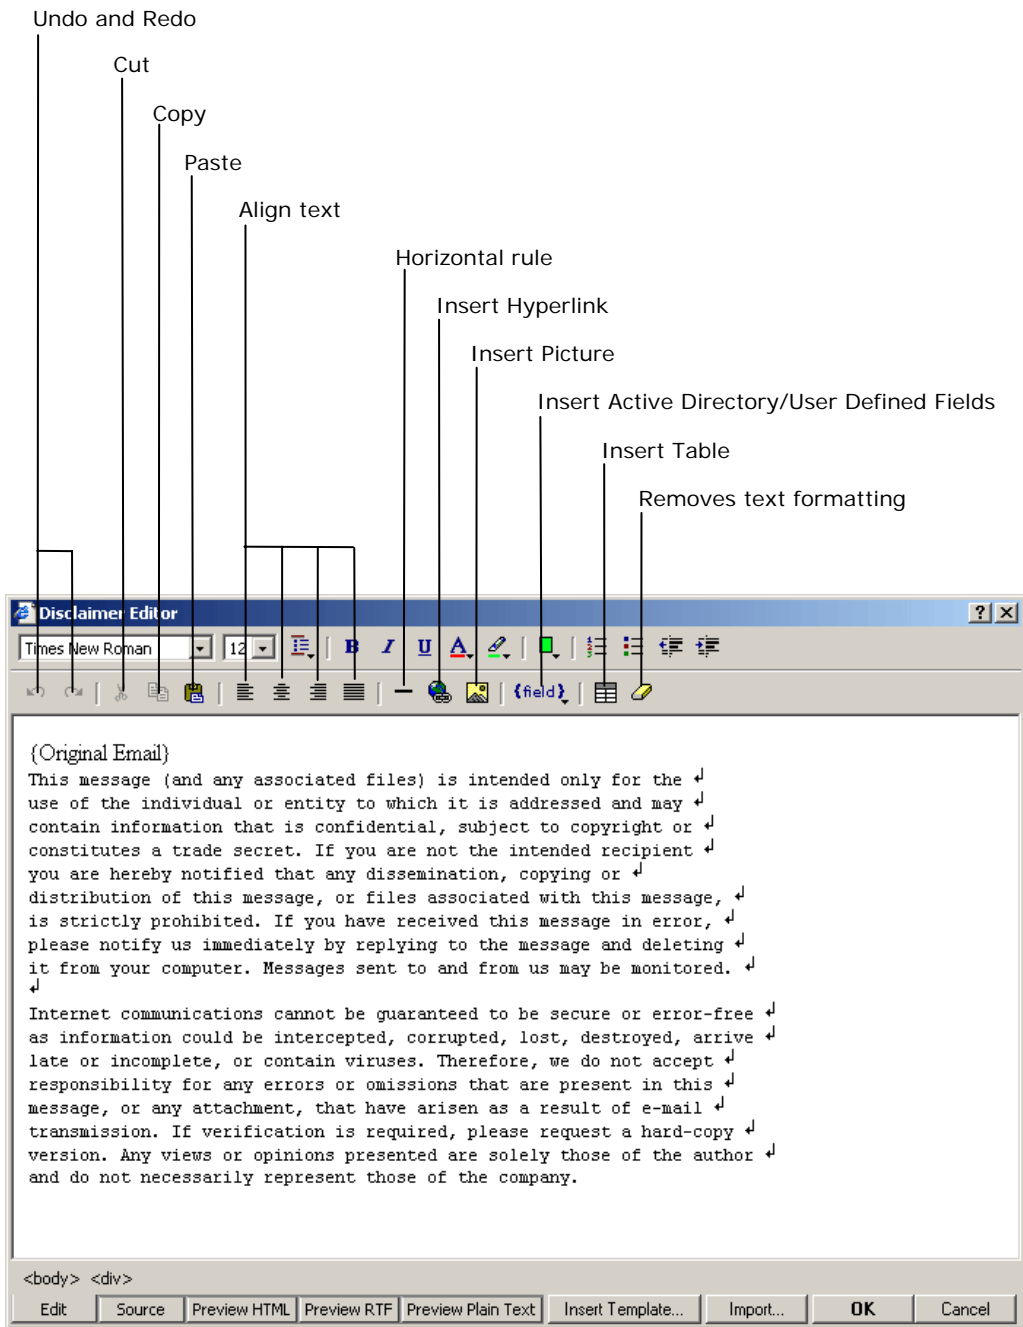 Undo and Redo
Cut
Copy
Paste
Align text
Horizontal rule
Insert Hyperlink
Insert Picture
Insert Active Directory/User Defined Fields
Insert Table
Removes text formatting
Disclaimer Editor
Times New Roman 12 B I U A
{field}
{Original Email}
This message (and any associated files) is intended only for the
use of the individual or entity to which it is addressed and may
contain information that is confidential, subject to copyright or
constitutes a trade secret. If you are not the intended recipient
you are hereby notified that any dissemination, copying or
distribution of this message, or files associated with this message,
is strictly prohibited. If you have received this message in error,
please notify us immediately by replying to the message and deleting
it from your computer. Messages sent to and from us may be monitored.
Internet communications cannot be guaranteed to be secure or error-free
as information could be intercepted, corrupted, lost, destroyed, arrive
late or incomplete, or contain viruses. Therefore, we do not accept
responsibility for any errors or omissions that are present in this
message, or any attachment, that have arisen as a result of e-mail
transmission. If verification is required, please request a hard-copy
version. Any views or opinions presented are solely those of the author
and do not necessarily represent those of the company.
<body> <div>
Edit Source Preview HTML Preview RTF Preview Plain Text Insert Template... Import... OK Cancel